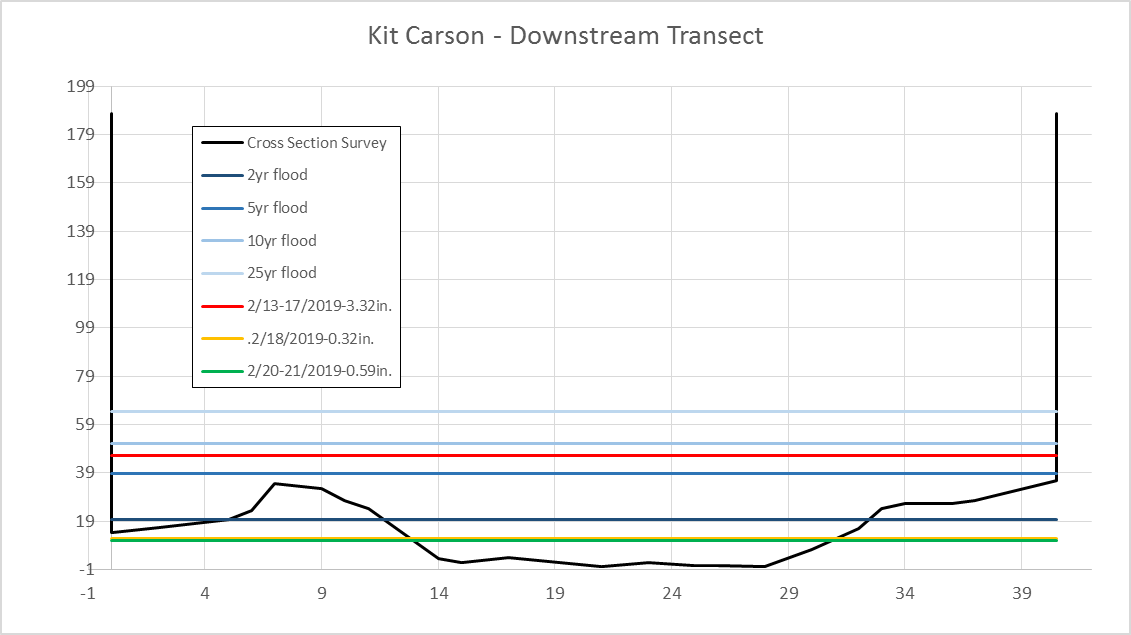 Kit Carson - Downstream Transect
199
179
159
139
119
99
79
59
39
19
-1
Cross Section Survey
2yr flood
5yr flood
10yr flood
25yr flood
2/13-17/2019-3.32in.
.2/18/2019-0.32in.
2/20-21/2019-0.59in.
-1 4 9 14 19 24 29 34 39